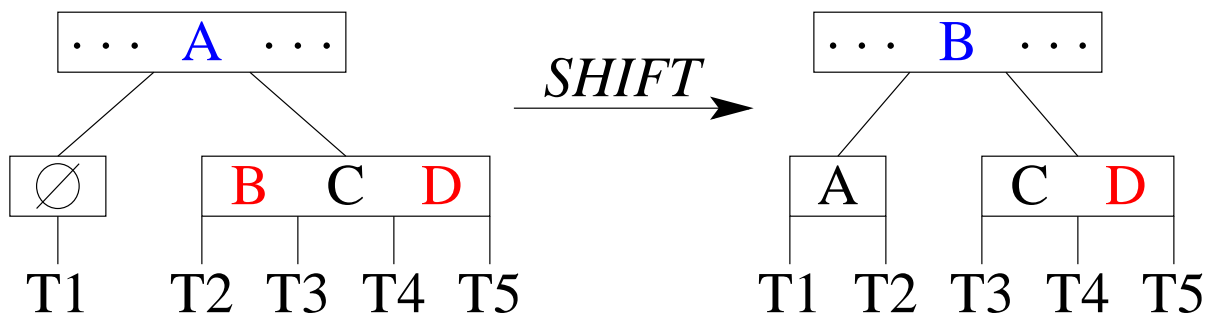 · · · A · · · · · · B · · ·
SHIFT
∅ B C D A C D
T1 T2 T3 T4 T5 T1 T2 T3 T4 T5